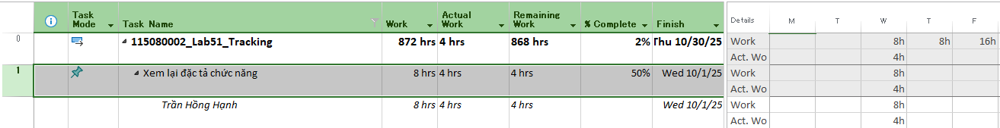 Task Mode Task Name Work Actual Work Remaining Work % Complete Finish Details M T W T F
0 115080002_Lab51_Tracking 872 hrs 4 hrs 868 hrs 2% Thu 10/30/25 Work 8h 8h 16h
Act. Wo 4h
1 Xem lại đặc tả chức năng 8 hrs 4 hrs 4 hrs 50% Wed 10/1/25 Work 8h
Act. Wo 4h
Trần Hồng Hạnh 8 hrs 4 hrs 4 hrs Wed 10/1/25 Work 8h
Act. Wo 4h